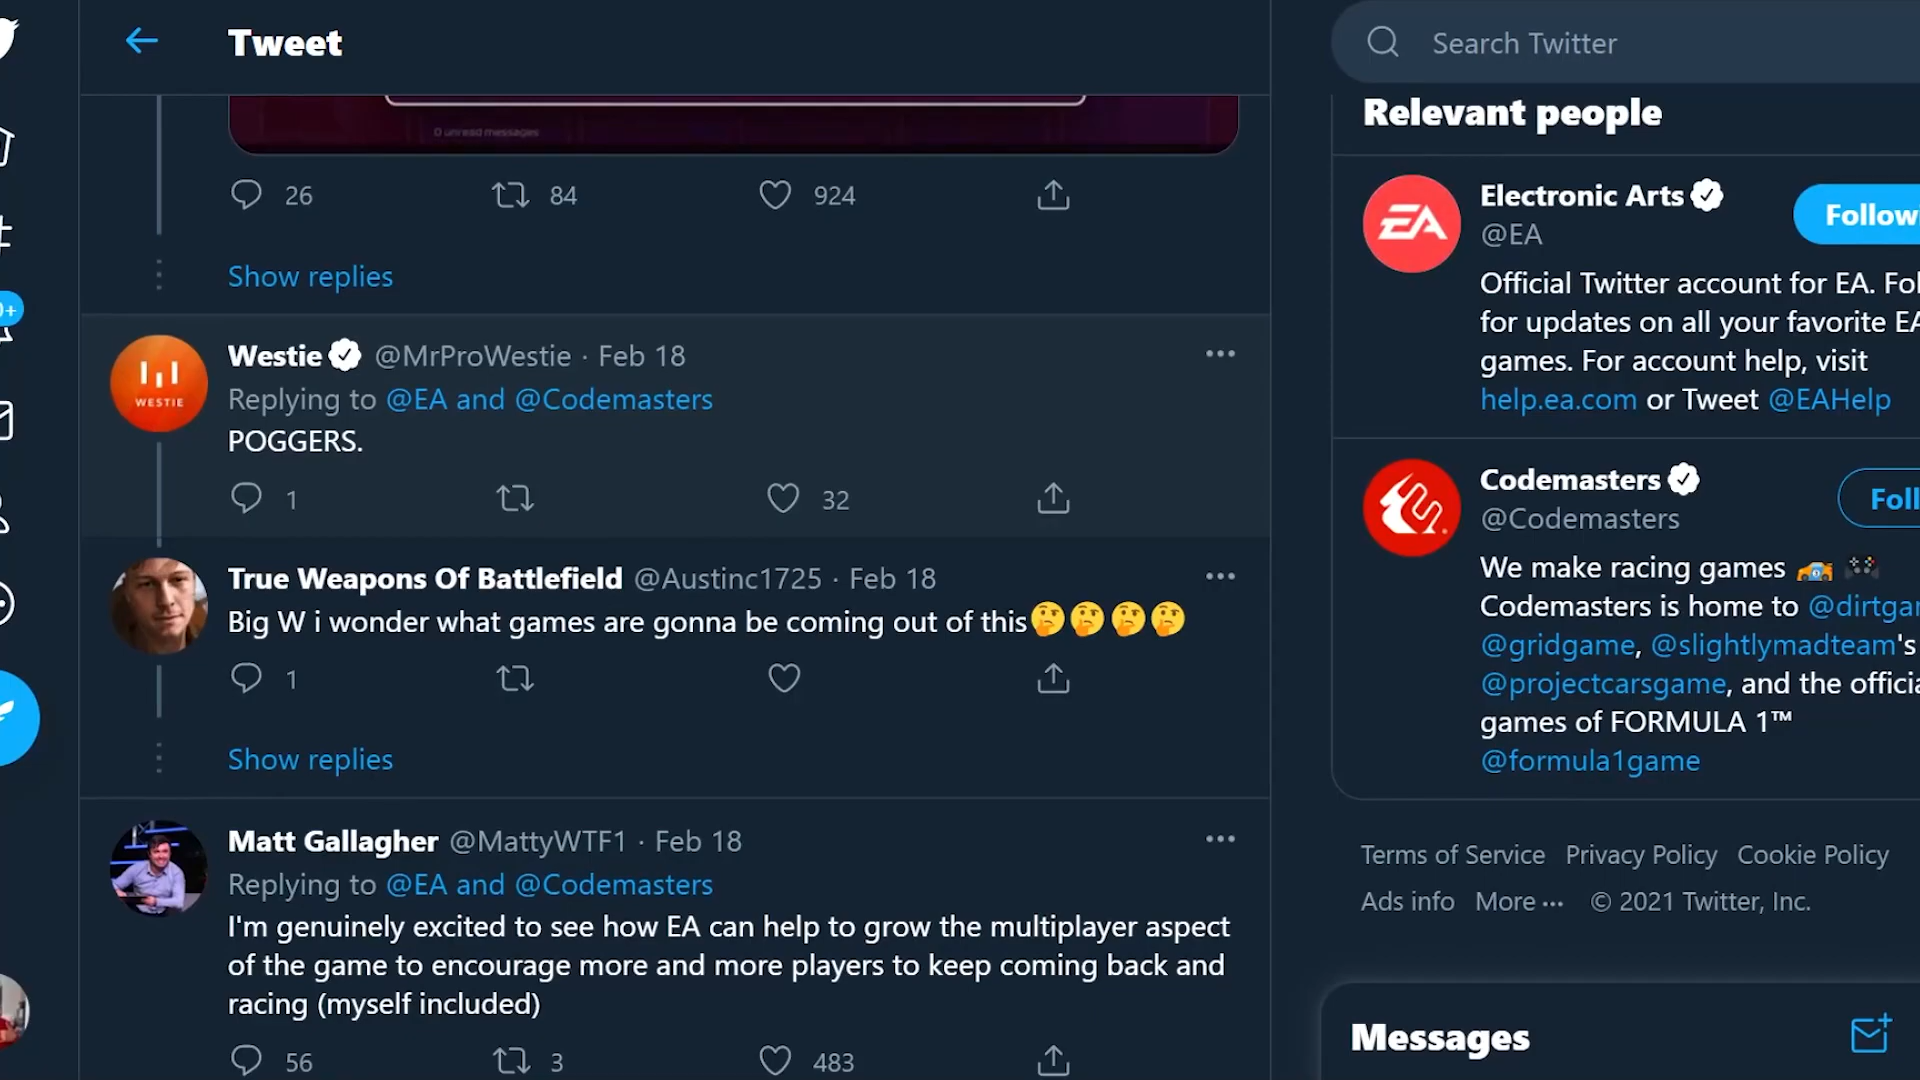 Tweet
0 unread messages
26 84 924
Show replies
WESTIE
Westie @MrProWestie · Feb 18
Replying to @EA and @Codemasters
POGGERS.
1 32
True Weapons Of Battlefield @Austinc1725 · Feb 18
Big W i wonder what games are gonna be coming out of this🤔🤔🤔🤔
1
Show replies
Matt Gallagher @MattyWTF1 · Feb 18
Replying to @EA and @Codemasters
I'm genuinely excited to see how EA can help to grow the multiplayer aspect
of the game to encourage more and more players to keep coming back and
racing (myself included)
56 3 483
Search Twitter
Relevant people
EA
Electronic Arts
@EA
Followi
Official Twitter account for EA. Fol
for updates on all your favorite EA
games. For account help, visit
help.ea.com or Tweet @EAHelp
Codemasters
@Codemasters
Foll
We make racing games 🏎️ 🎮
Codemasters is home to @dirtgam
@gridgame, @slightlymadteam's
@projectcarsgame, and the officia
games of FORMULA 1™
@formula1game
Terms of Service Privacy Policy Cookie Policy
Ads info More ··· © 2021 Twitter, Inc.
Messages